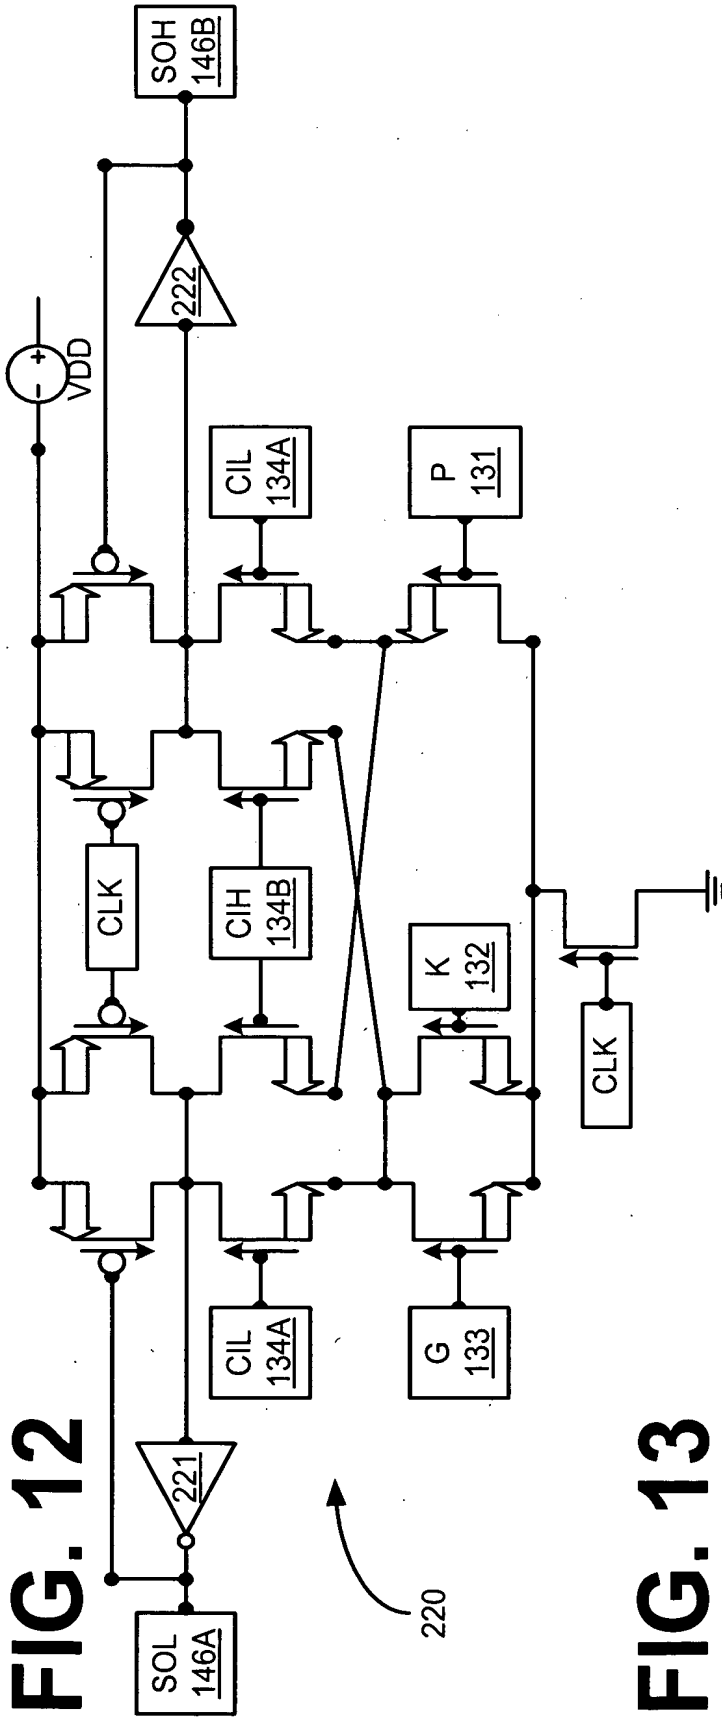 FIG. 12
VDD
SOL
146A
221
CIL
134A
CLK
CIH
134B
CIL
134A
222
SOH
146B
G
133
K
132
P
131
CLK
220
FIG. 13